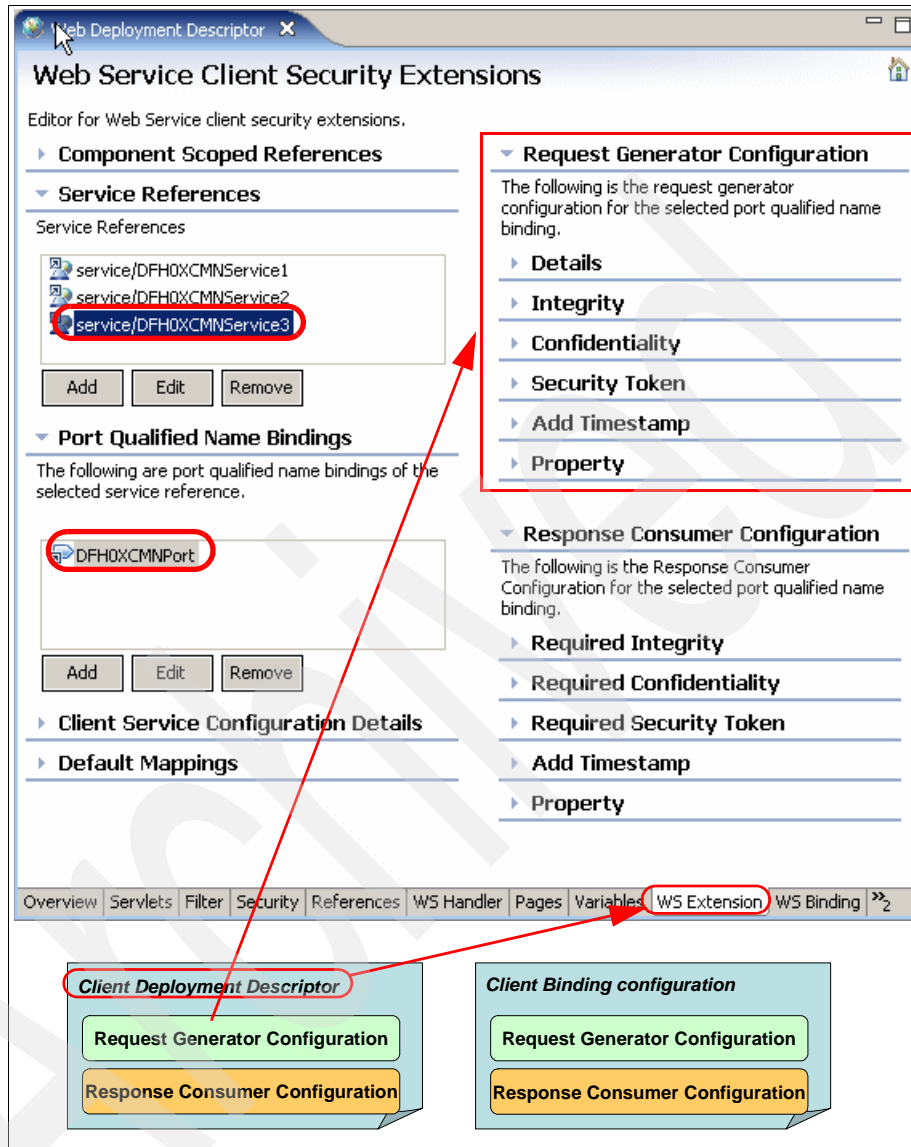 Web Deployment Descriptor
Web Service Client Security Extensions
Editor for Web Service client security extensions.
Component Scoped References
Service References
Service References
service/DFH0XCMNService1
service/DFH0XCMNService2
service/DFH0XCMNService3
Add Edit Remove
Port Qualified Name Bindings
The following are port qualified name bindings of the
selected service reference.
DFH0XCMNPort
Add Edit Remove
Client Service Configuration Details
Default Mappings
Request Generator Configuration
The following is the request generator
configuration for the selected port qualified name
binding.
Details
Integrity
Confidentiality
Security Token
Add Timestamp
Property
Response Consumer Configuration
The following is the Response Consumer
Configuration for the selected port qualified name
binding.
Required Integrity
Required Confidentiality
Required Security Token
Add Timestamp
Property
Overview Servlets Filter Security References WS Handler Pages Variables WS Extension WS Binding »2
Client Deployment Descriptor
Request Generator Configuration
Response Consumer Configuration
Client Binding configuration
Request Generator Configuration
Response Consumer Configuration
Archived